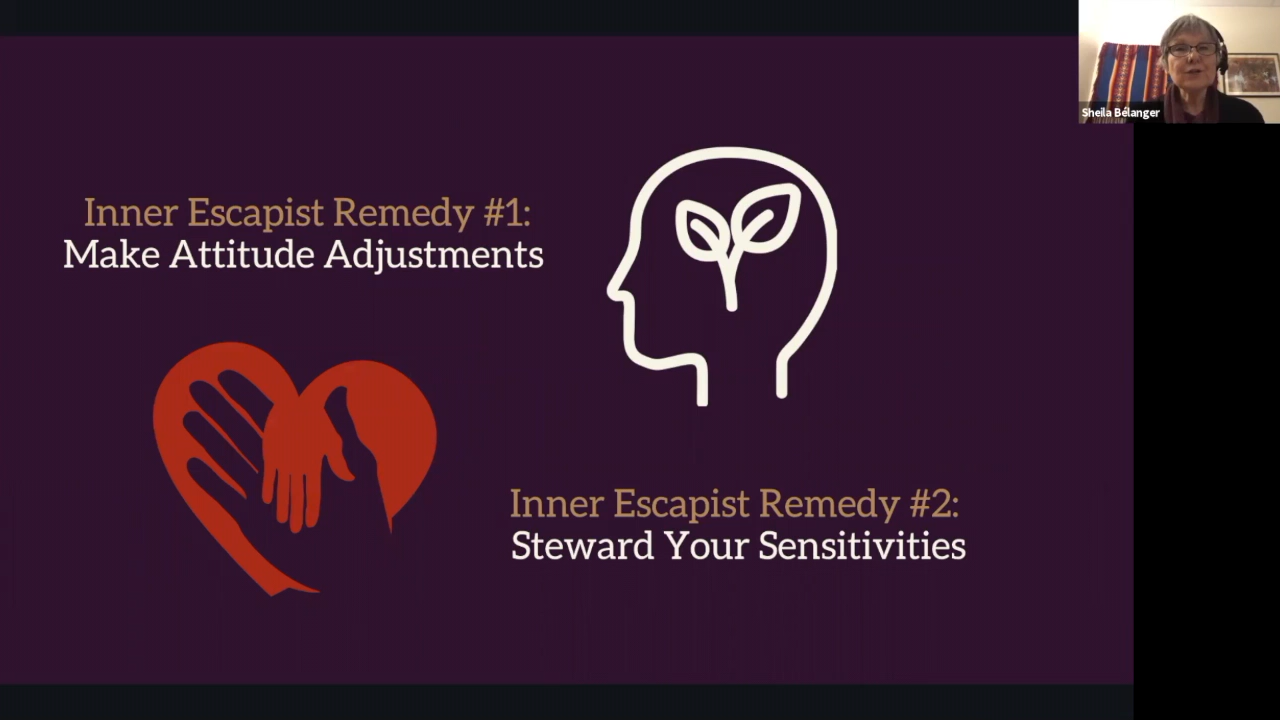 Sheila Bélanger
Inner Escapist Remedy #1:
Make Attitude Adjustments
Inner Escapist Remedy #2:
Steward Your Sensitivities